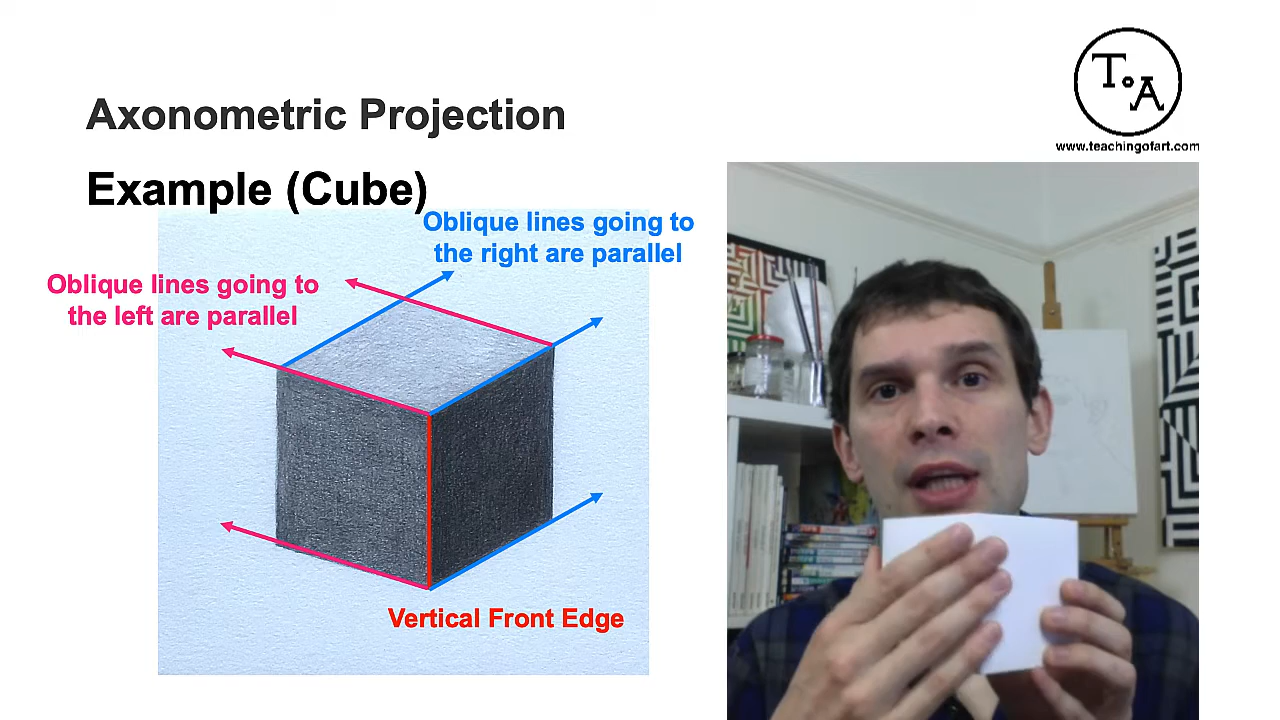 T.A
www.teachingofart.com
Axonometric Projection
Example (Cube)
Oblique lines going to
the right are parallel
Oblique lines going to
the left are parallel
Vertical Front Edge